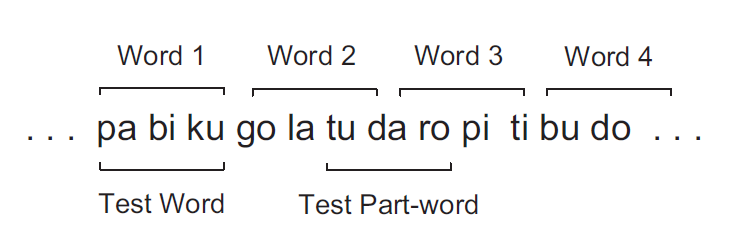 Word 1 Word 2 Word 3 Word 4
. . . pa bi ku go la tu da ro pi ti bu do . . .
Test Word Test Part-word